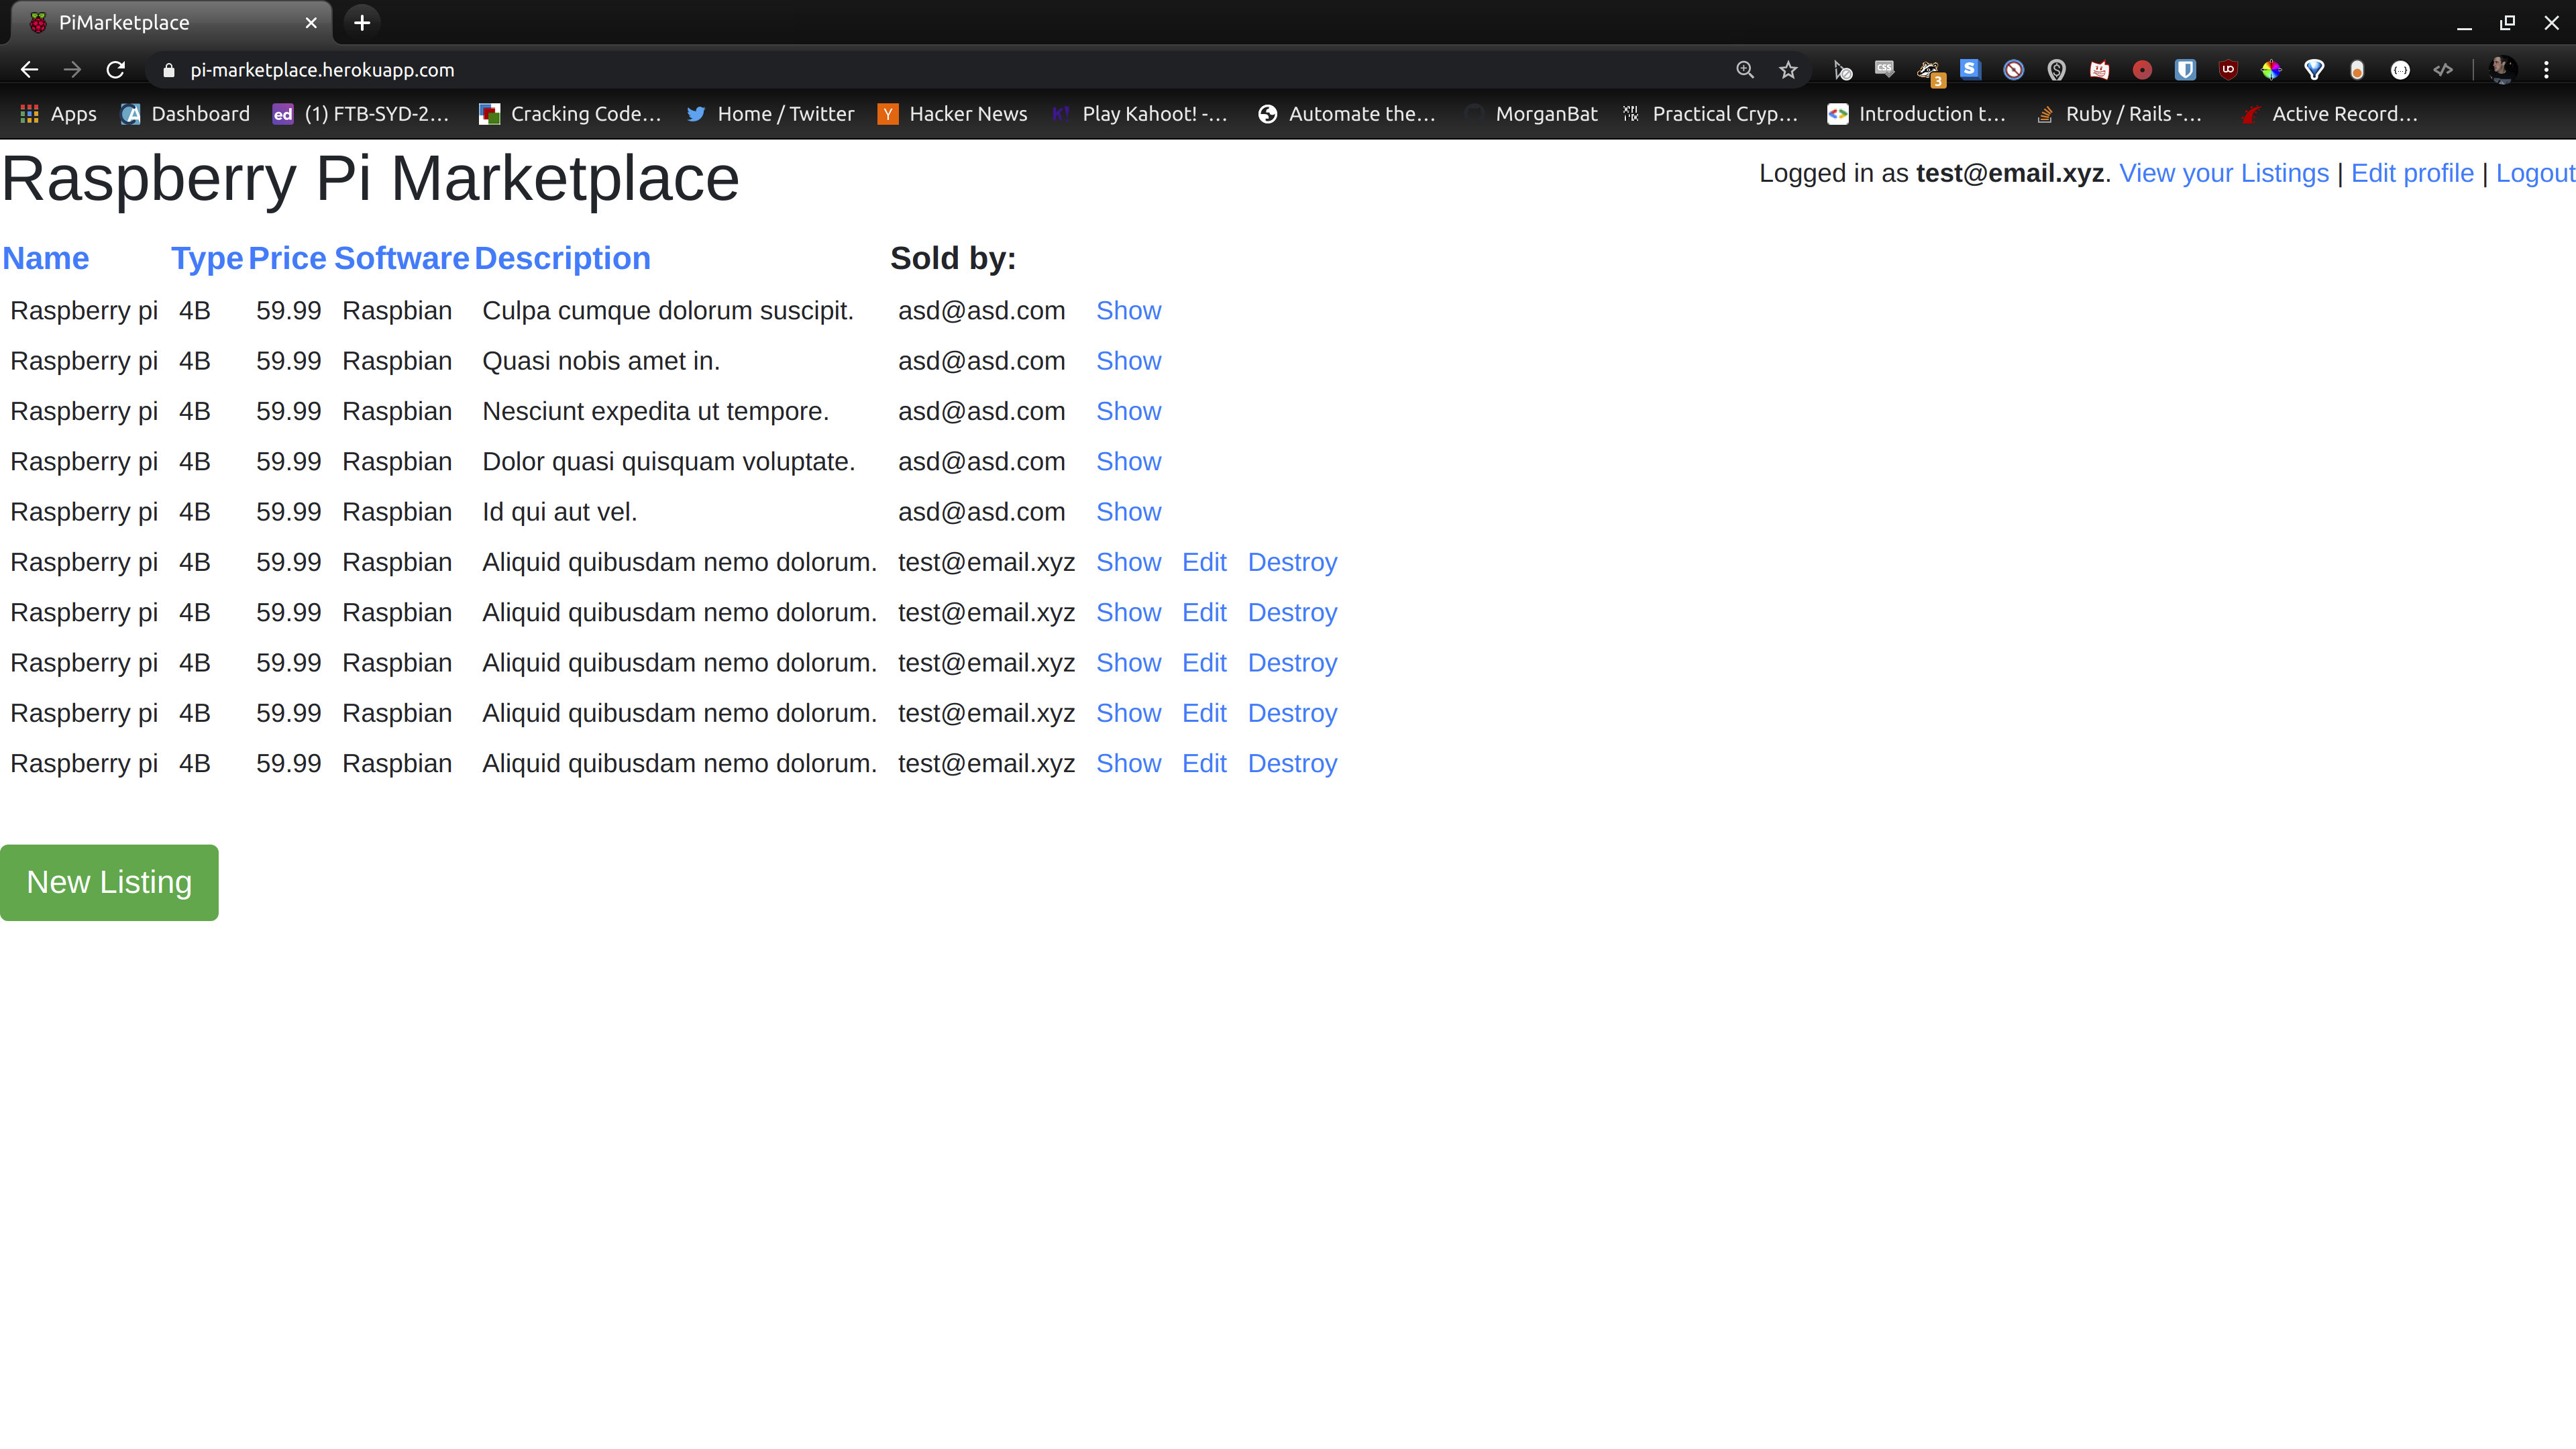 PiMarketplace
pi-marketplace.herokuapp.com
3
Apps Dashboard (1) FTB-SYD-2… Cracking Code… Home / Twitter Hacker News Play Kahoot! -… Automate the… MorganBat Practical Cryp… Introduction t… Ruby / Rails -… Active Record…
Raspberry Pi Marketplace
Logged in as test@email.xyz. View your Listings | Edit profile | Logout
Name Type Price Software Description Sold by:
Raspberry pi 4B 59.99 Raspbian Culpa cumque dolorum suscipit. asd@asd.com Show
Raspberry pi 4B 59.99 Raspbian Quasi nobis amet in. asd@asd.com Show
Raspberry pi 4B 59.99 Raspbian Nesciunt expedita ut tempore. asd@asd.com Show
Raspberry pi 4B 59.99 Raspbian Dolor quasi quisquam voluptate. asd@asd.com Show
Raspberry pi 4B 59.99 Raspbian Id qui aut vel. asd@asd.com Show
Raspberry pi 4B 59.99 Raspbian Aliquid quibusdam nemo dolorum. test@email.xyz Show Edit Destroy
Raspberry pi 4B 59.99 Raspbian Aliquid quibusdam nemo dolorum. test@email.xyz Show Edit Destroy
Raspberry pi 4B 59.99 Raspbian Aliquid quibusdam nemo dolorum. test@email.xyz Show Edit Destroy
Raspberry pi 4B 59.99 Raspbian Aliquid quibusdam nemo dolorum. test@email.xyz Show Edit Destroy
Raspberry pi 4B 59.99 Raspbian Aliquid quibusdam nemo dolorum. test@email.xyz Show Edit Destroy
New Listing